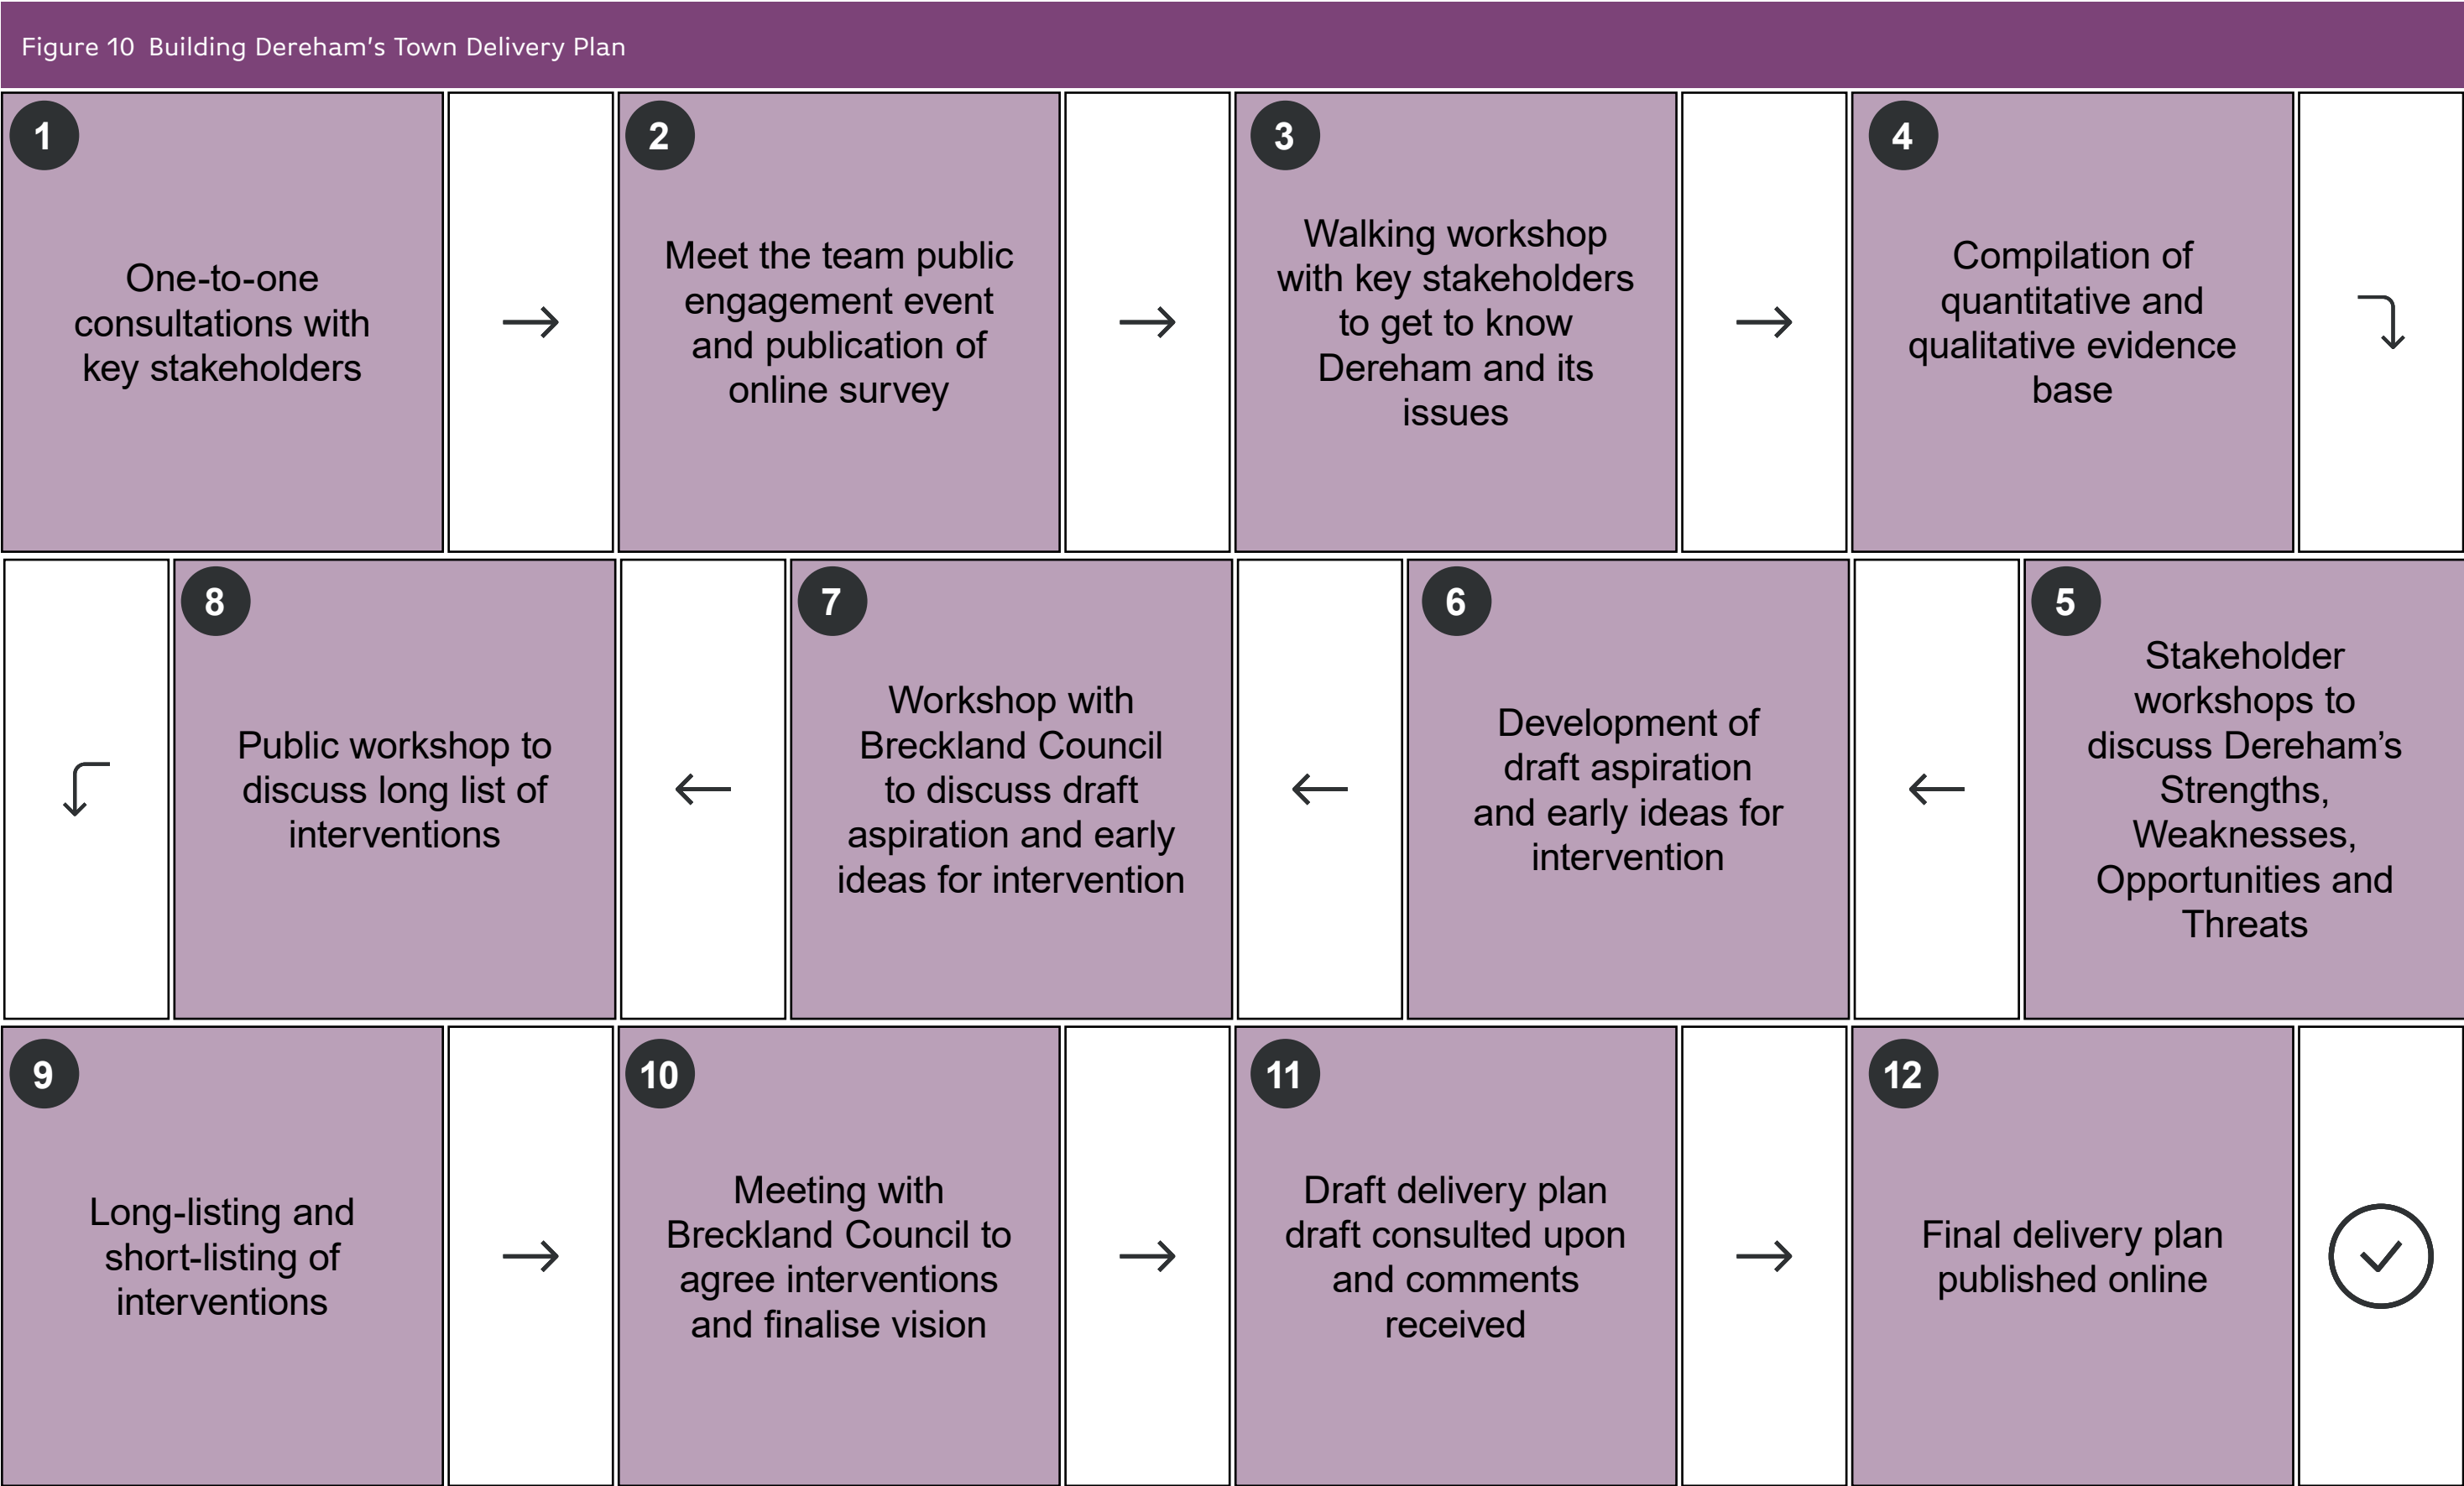 Figure 10 Building Dereham's Town Delivery Plan
1
One-to-one
consultations with
key stakeholders
2
Meet the team public
engagement event
and publication of
online survey
3
Walking workshop
with key stakeholders
to get to know
Dereham and its
issues
4
Compilation of
quantitative and
qualitative evidence
base
5
Stakeholder
workshops to
discuss Dereham’s
Strengths,
Weaknesses,
Opportunities and
Threats
6
Development of
draft aspiration
and early ideas for
intervention
7
Workshop with
Breckland Council
to discuss draft
aspiration and early
ideas for intervention
8
Public workshop to
discuss long list of
interventions
9
Long-listing and
short-listing of
interventions
10
Meeting with
Breckland Council to
agree interventions
and finalise vision
11
Draft delivery plan
draft consulted upon
and comments
received
12
Final delivery plan
published online